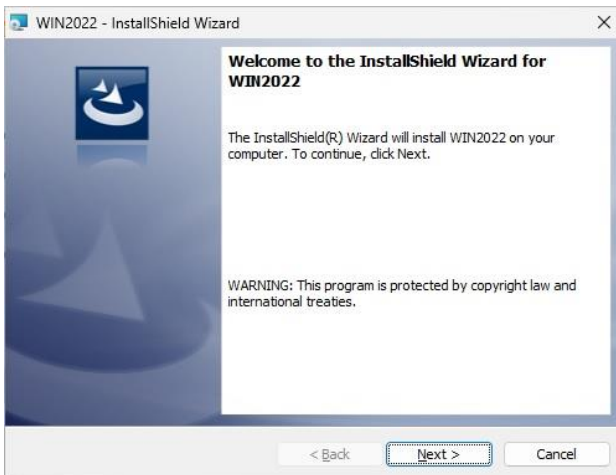 WIN2022 - InstallShield Wizard
Welcome to the InstallShield Wizard for
WIN2022
The InstallShield(R) Wizard will install WIN2022 on your
computer. To continue, click Next.
WARNING: This program is protected by copyright law and
international treaties.
< Back Next > Cancel